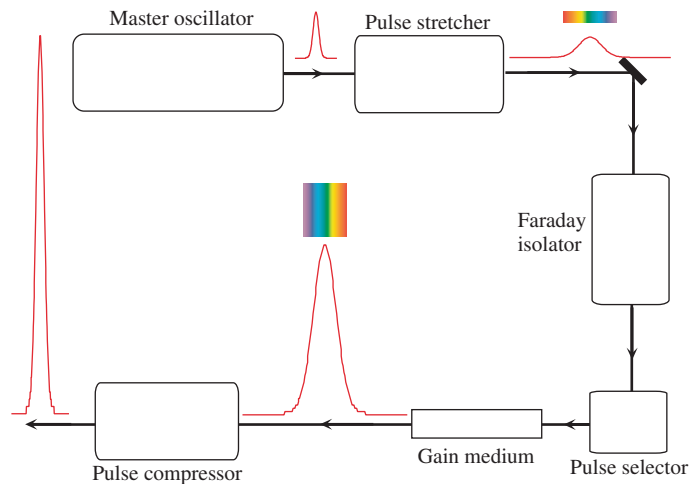 Master oscillator
Pulse stretcher
Faraday
isolator
Pulse compressor
Gain medium
Pulse selector